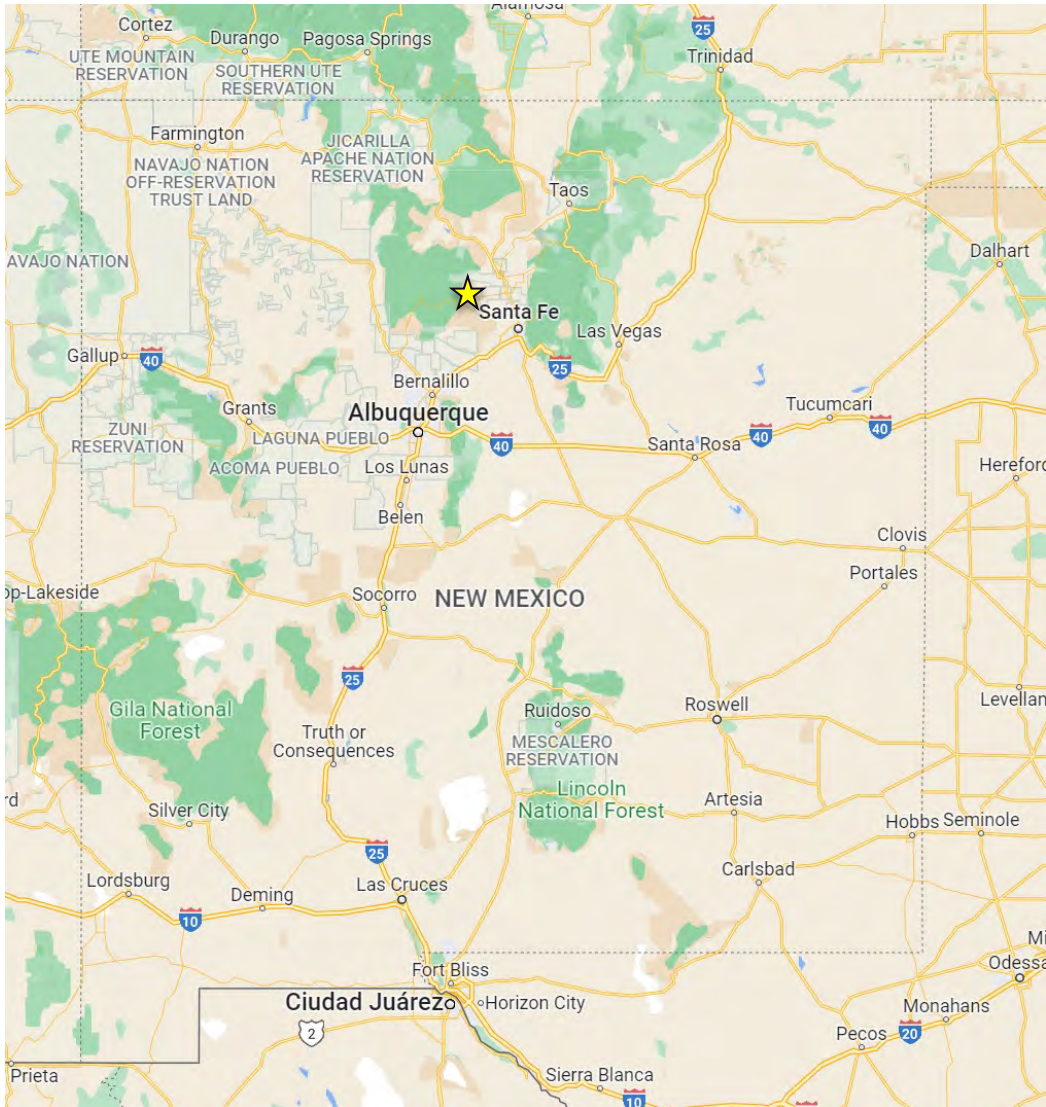 Alamosa
Cortez
Durango
Pagosa Springs
25
Trinidad
UTE MOUNTAIN
RESERVATION
SOUTHERN UTE
RESERVATION
Farmington
JICARILLA
APACHE NATION
RESERVATION
NAVAJO NATION
OFF-RESERVATION
TRUST LAND
Taos
AVAJO NATION
Dalhart
Santa Fe
Las Vegas
Gallup
40
25
Bernalillo
Grants
Albuquerque
Tucumcari
ZUNI
RESERVATION
LAGUNA PUEBLO
40
Santa Rosa
40
40
ACOMA PUEBLO
Los Lunas
Hereford
Belen
Clovis
Portales
op-Lakeside
Socorro
NEW MEXICO
25
Gila National
Forest
Ruidoso
Roswell
Levellan
Truth or
Consequences
MESCALERO
RESERVATION
Lincoln
National Forest
rd
Silver City
Artesia
Hobbs
Seminole
25
Carlsbad
Lordsburg
Deming
Las Cruces
10
Mi
Odessa
Fort Bliss
Ciudad Juárez
Horizon City
2
Monahans
20
Pecos
Prieta
Sierra Blanca
10